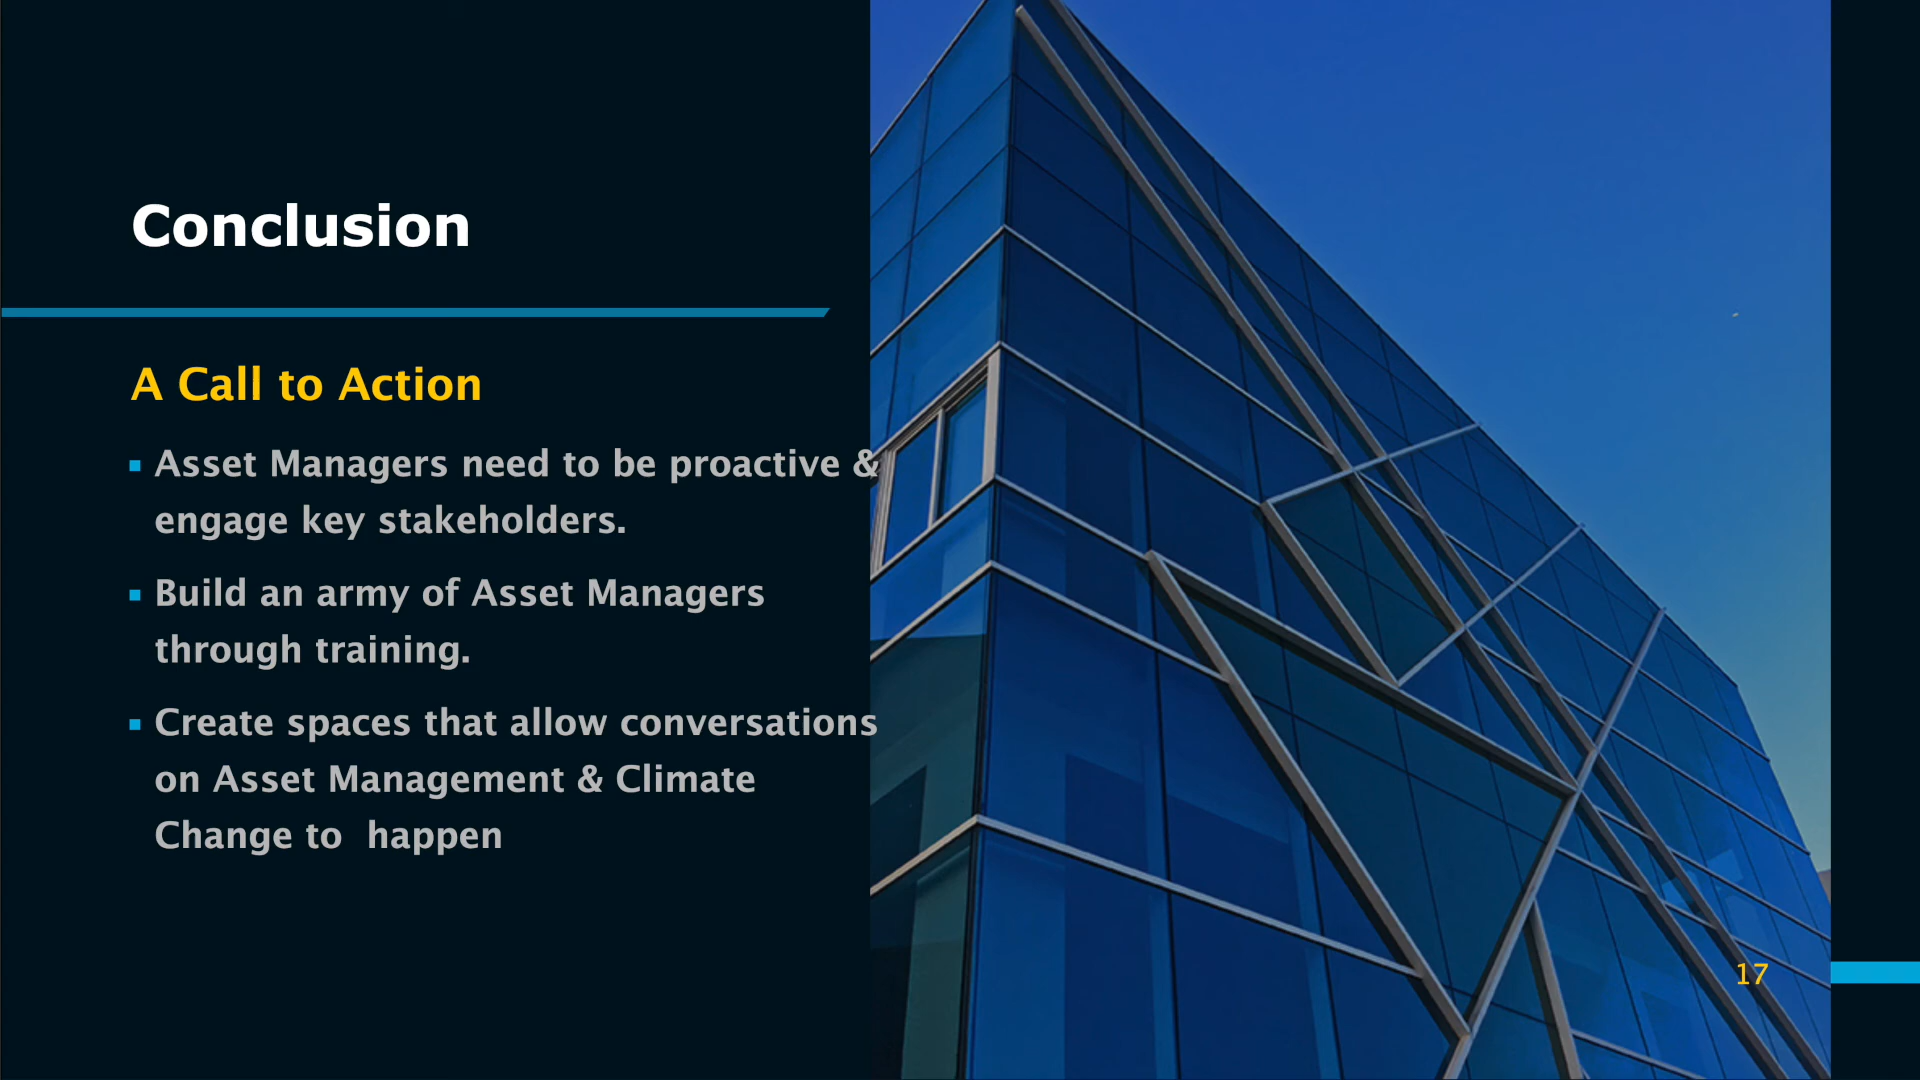 Conclusion
A Call to Action
Asset Managers need to be proactive &
engage key stakeholders.
Build an army of Asset Managers
through training.
Create spaces that allow conversations
on Asset Management & Climate
Change to  happen
17